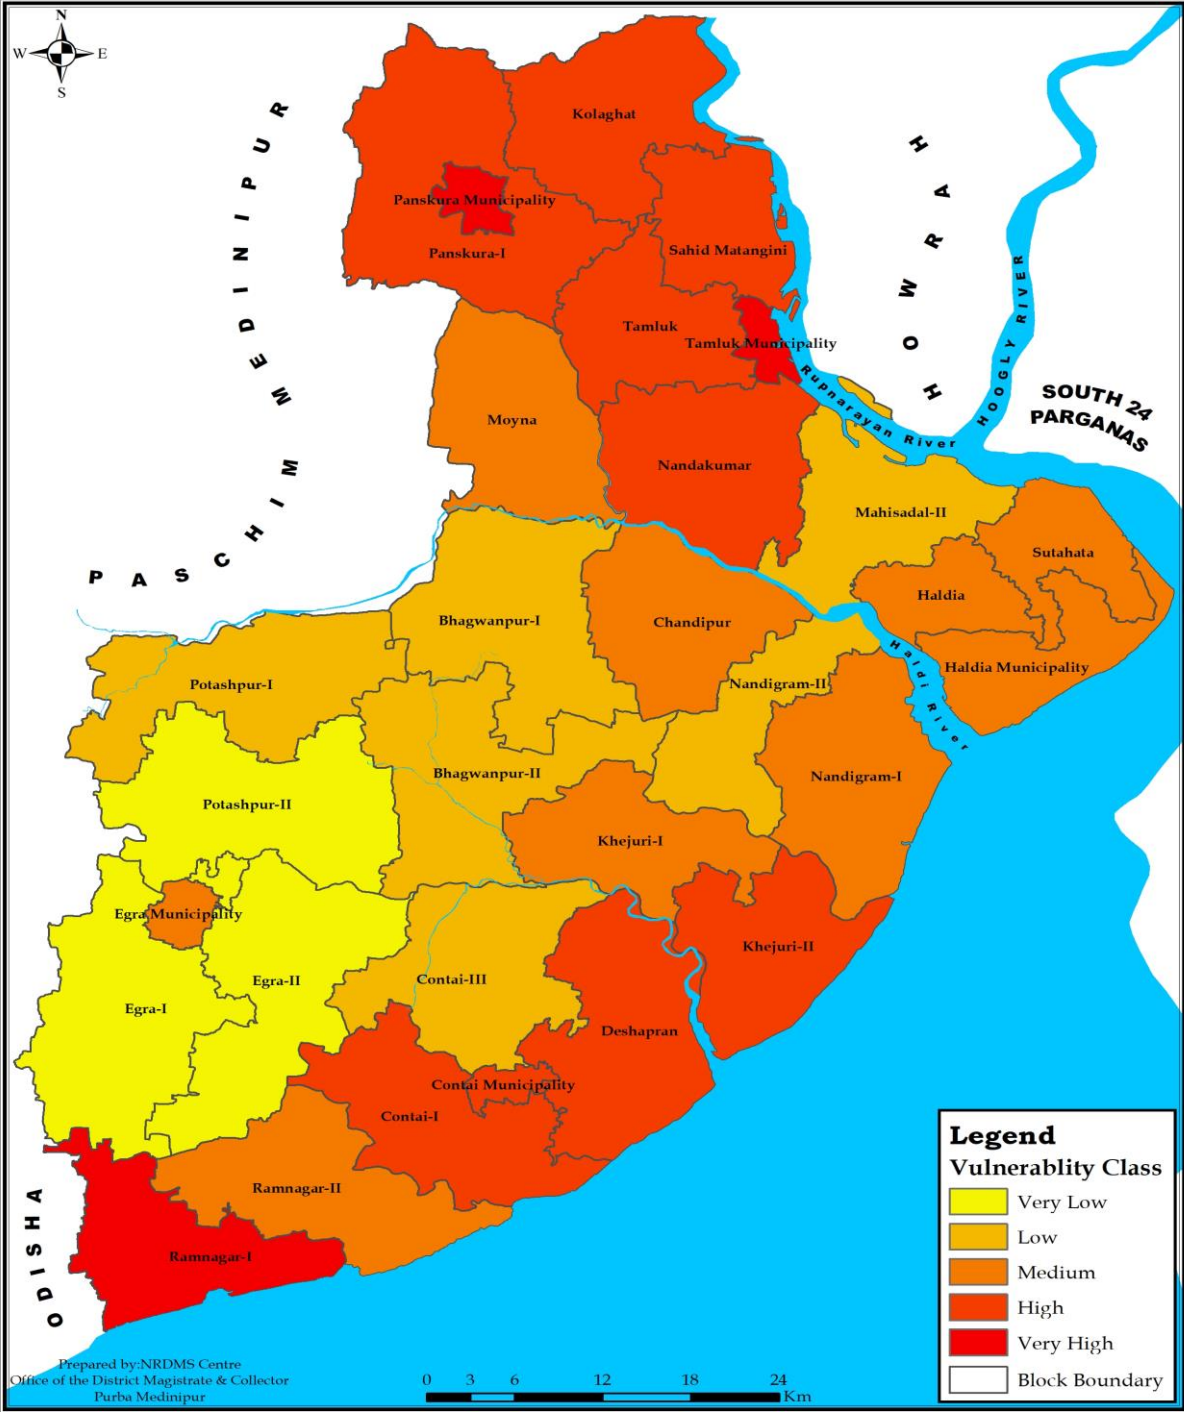 N
W E
S
PASCHIM MEDINIPUR
HOWRAH
HOOGLY RIVER
SOUTH 24
PARGANAS
Kolaghat
Panskura Municipality
Panskura-I
Sahid Matangini
Tamluk
Tamluk Municipality
Rupnarayan River
Moyna
Nandakumar
Mahisadal-II
Sutahata
Haldia
Haldia Municipality
Haldi River
Bhagwanpur-I
Chandipur
Nandigram-II
Potashpur-I
Bhagwanpur-II
Nandigram-I
Potashpur-II
Khejuri-I
Egra Municipality
Khejuri-II
Egra-II
Contai-III
Egra-I
Deshapran
Contai Municipality
Contai-I
Ramnagar-II
Ramnagar-I
ODISHA
Legend
Vulnerablity Class
Very Low
Low
Medium
High
Very High
Block Boundary
Prepared by:NRDMS Centre
Office of the District Magistrate & Collector
Purba Medinipur
0 3 6 12 18 24
Km